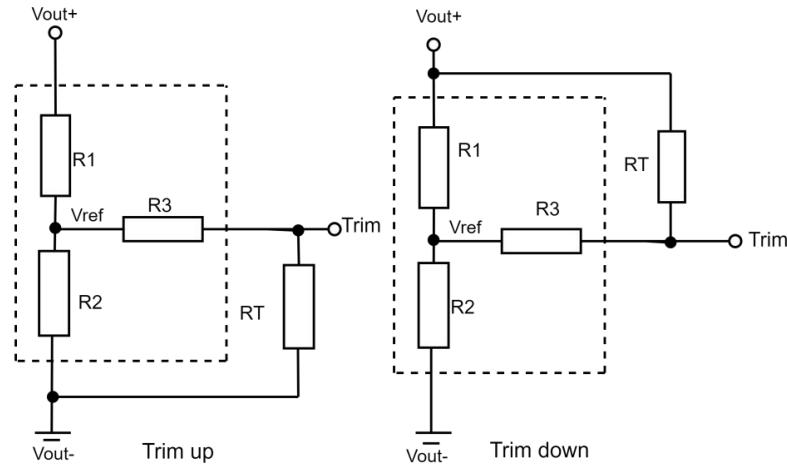 Vout+
R1
Vref
R3
Trim
R2
RT
Vout-
Trim up
Vout+
R1
RT
Vref
R3
Trim
R2
Vout-
Trim down